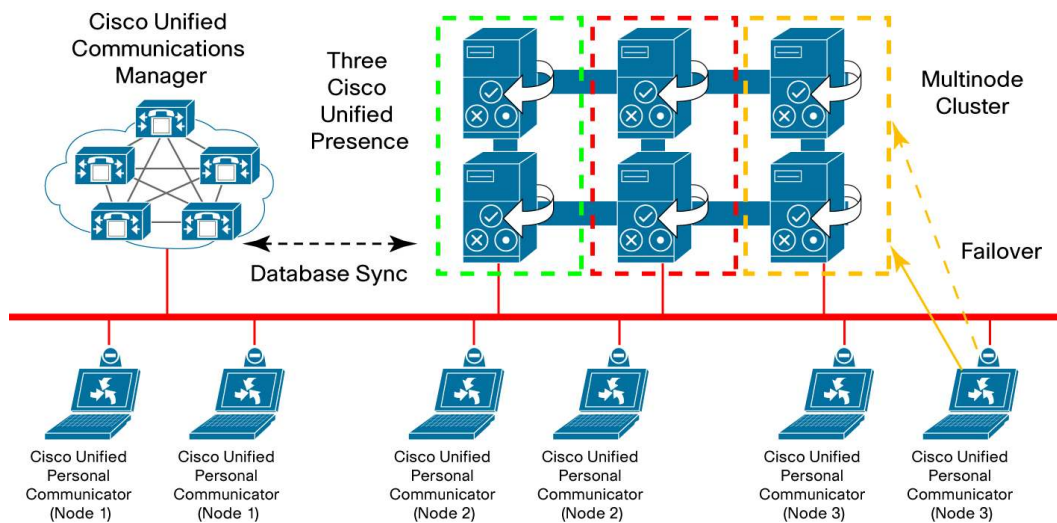 Cisco Unified
Communications
Manager
Three
Cisco
Unified
Presence
Multinode
Cluster
Database Sync
Failover
Cisco Unified
Personal
Communicator
(Node 1)
Cisco Unified
Personal
Communicator
(Node 1)
Cisco Unified
Personal
Communicator
(Node 2)
Cisco Unified
Personal
Communicator
(Node 2)
Cisco Unified
Personal
Communicator
(Node 3)
Cisco Unified
Personal
Communicator
(Node 3)